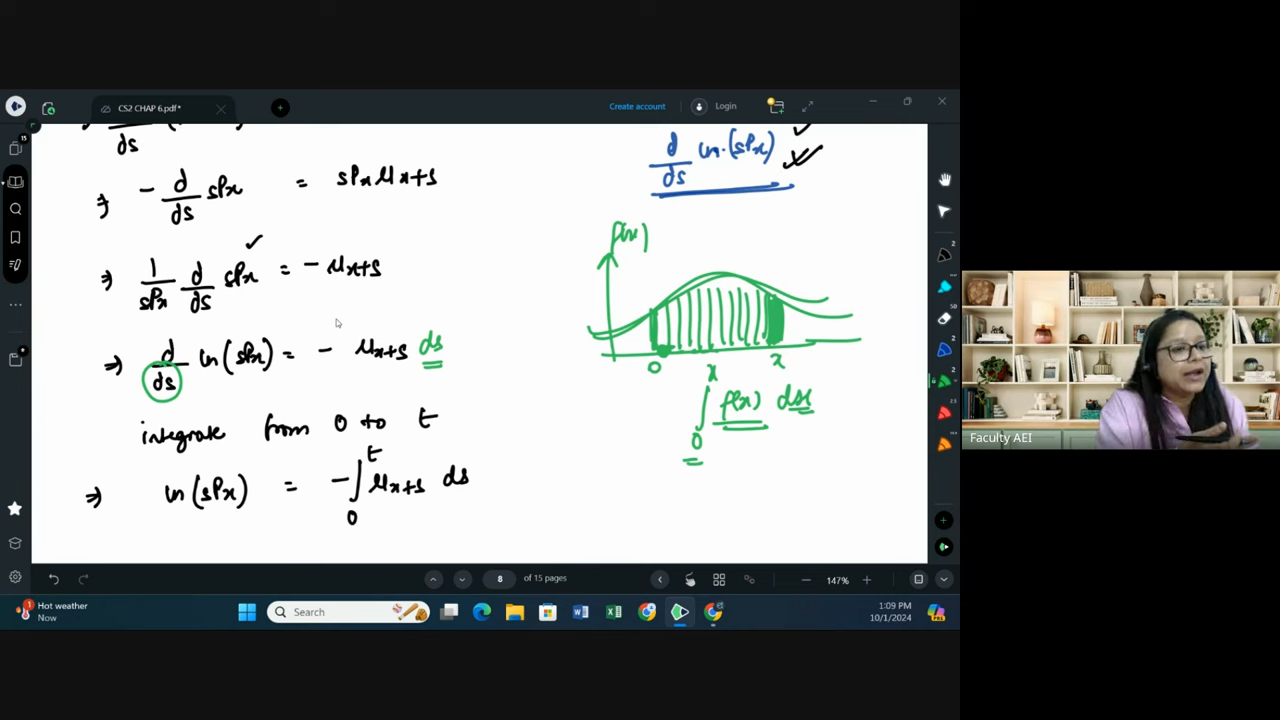 CS2 CHAP 6.pdf*
Create account
Login
ds
⇒ - d/ds sPx = sPx μx+s
⇒ 1/sPx d/ds sPx = - μx+s
⇒ d/ds ln(sPx) = - μx+s ds
integrate from 0 to t
⇒ ln(sPx) = - ∫0^t μx+s ds
d/ds ln.(sPx)
f(x)
0 x
∫0^x f(x) dx
Faculty AEI
8 of 15 pages
147%
Hot weather
Now
Search
1:09 PM
10/1/2024